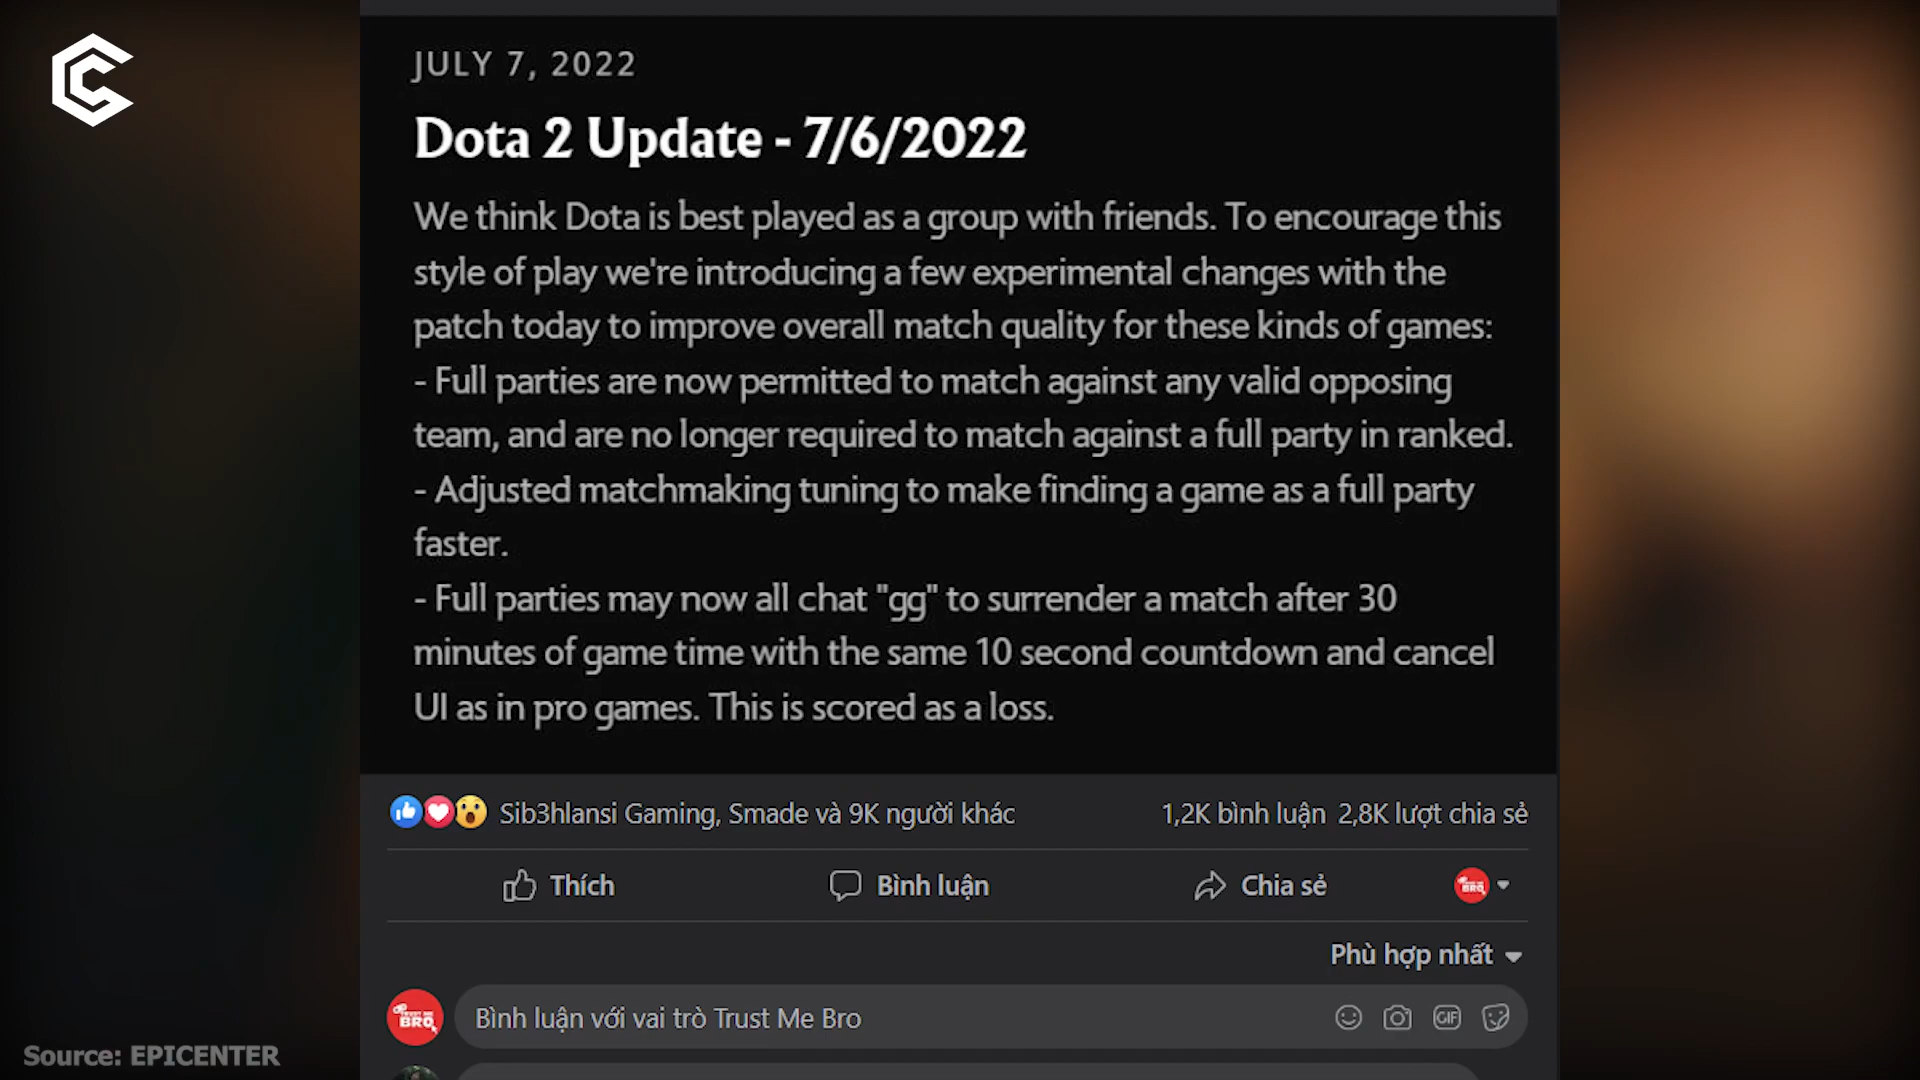 JULY 7, 2022
Dota 2 Update - 7/6/2022
We think Dota is best played as a group with friends. To encourage this
style of play we're introducing a few experimental changes with the
patch today to improve overall match quality for these kinds of games:
- Full parties are now permitted to match against any valid opposing
team, and are no longer required to match against a full party in ranked.
- Adjusted matchmaking tuning to make finding a game as a full party
faster.
- Full parties may now all chat "gg" to surrender a match after 30
minutes of game time with the same 10 second countdown and cancel
UI as in pro games. This is scored as a loss.
Sib3hlansi Gaming, Smade và 9K người khác 1,2K bình luận 2,8K lượt chia sẻ
Thích Bình luận Chia sẻ
Phù hợp nhất
TRUST ME
BRO
Bình luận với vai trò Trust Me Bro
GIF
Source: EPICENTER